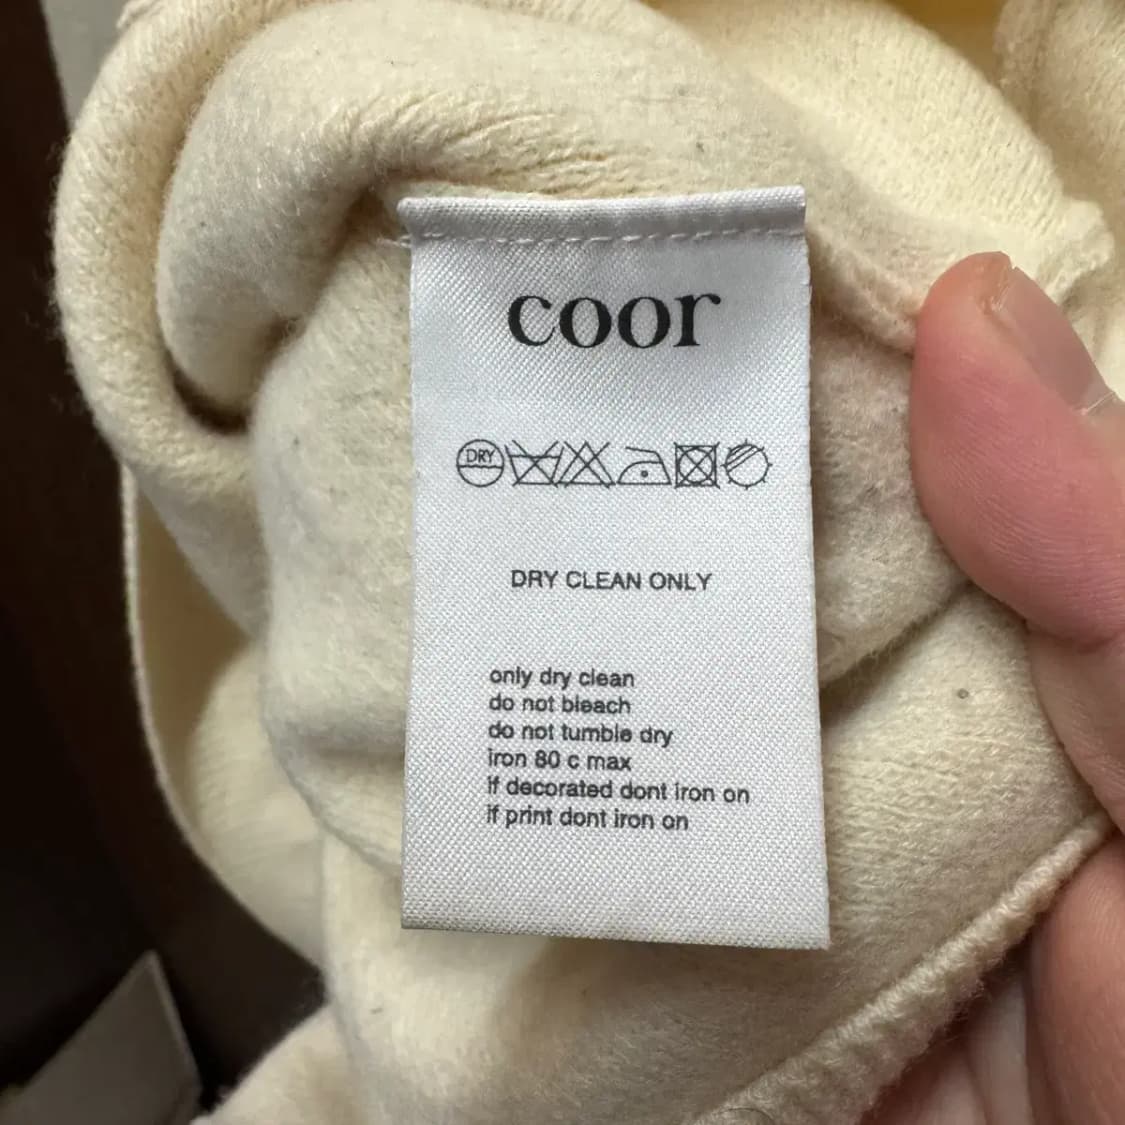 coor
DRY
DRY CLEAN ONLY
only dry clean
do not bleach
do not tumble dry
iron 80 c max
if decorated dont iron on
if print dont iron on